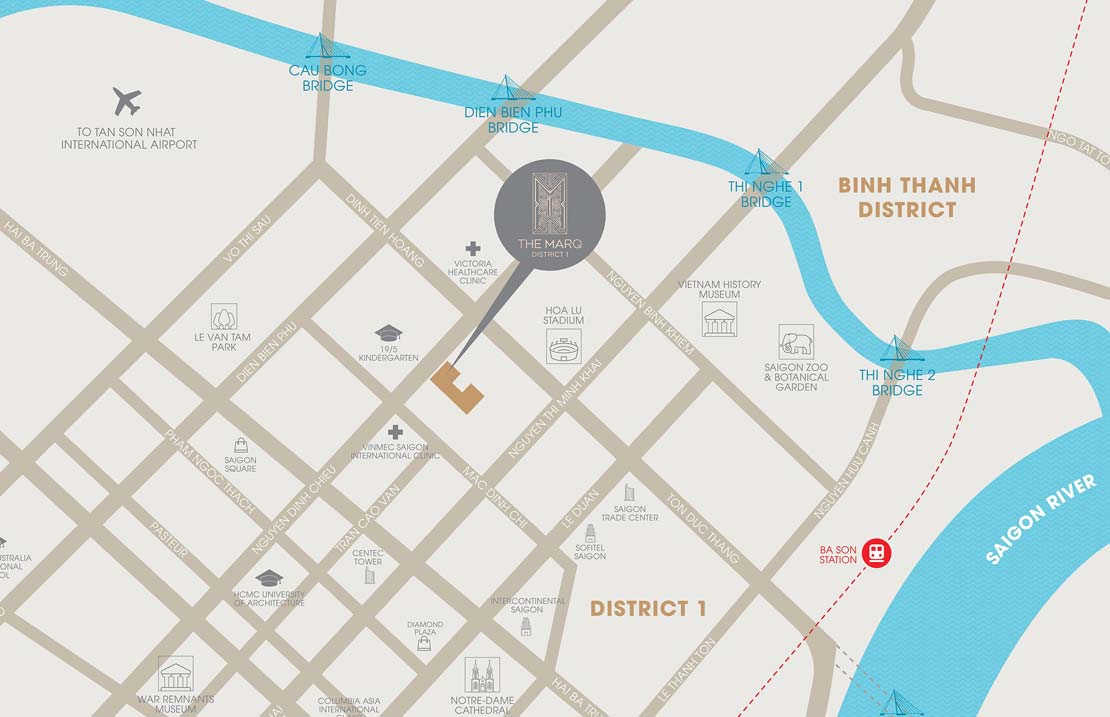 CAU BONG
BRIDGE
DIEN BIEN PHU
BRIDGE
TO TAN SON NHAT
INTERNATIONAL AIRPORT
NGO TAT TO
THI NGHE 1
BRIDGE
BINH THANH
DISTRICT
HAI BA TRUNG
VO THI SAU
DINH TIEN HOANG
THE MARQ
DISTRICT 1
VICTORIA
HEALTHCARE
CLINIC
NGUYEN BINH KHIEM
VIETNAM HISTORY
MUSEUM
LE VAN TAM
PARK
DIEN BIEN PHU
19/5
KINDERGARTEN
HOA LU
STADIUM
SAIGON ZOO
& BOTANICAL
GARDEN
THI NGHE 2
BRIDGE
NGUYEN THI MINH KHAI
VINMEC SAIGON
INTERNATIONAL CLINIC
SAIGON
SQUARE
PHAM NGOC THACH
NGUYEN DINH CHIEU
TRAN CAO VAN
MAC DINH CHI
LE DUAN
SAIGON
TRADE CENTER
TON DUC THANG
NGUYEN HUU CANH
SAIGON RIVER
PASTEUR
SOFITEL
SAIGON
BA SON
STATION
CENTEC
TOWER
HCMC UNIVERSITY
OF ARCHITECTURE
INTERCONTINENTAL
SAIGON
DISTRICT 1
DIAMOND
PLAZA
LE THANH TON
WAR REMNANTS
MUSEUM
COLUMBIA ASIA
INTERNATIONAL
NOTRE-DAME
CATHEDRAL
HAI BA TRUNG